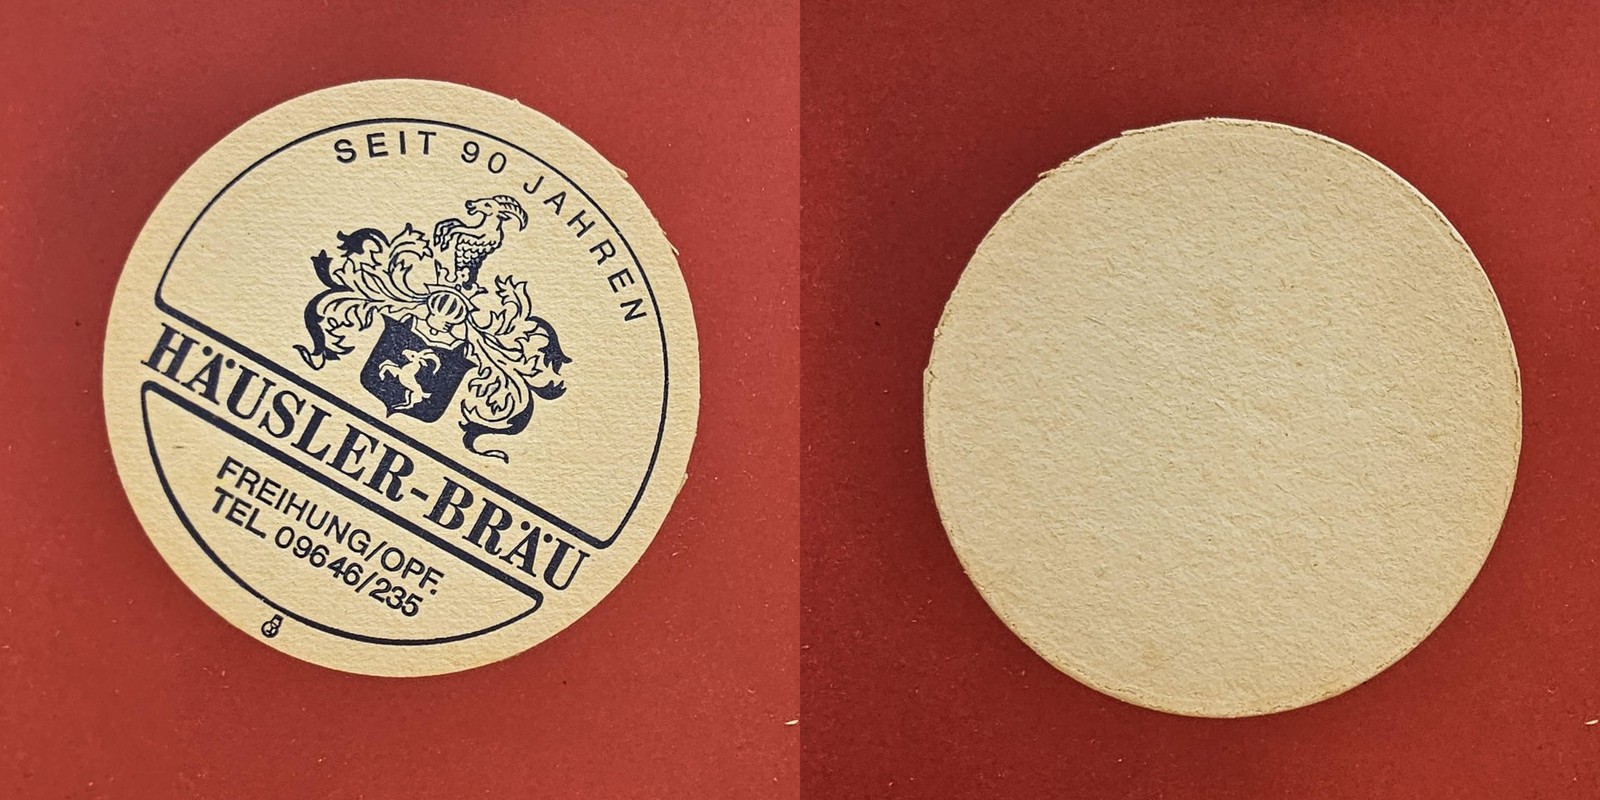 SEIT 90 JAHREN
HÄUSLER-BRÄU
FREIHUNG/OPF.
TEL. 09646/235